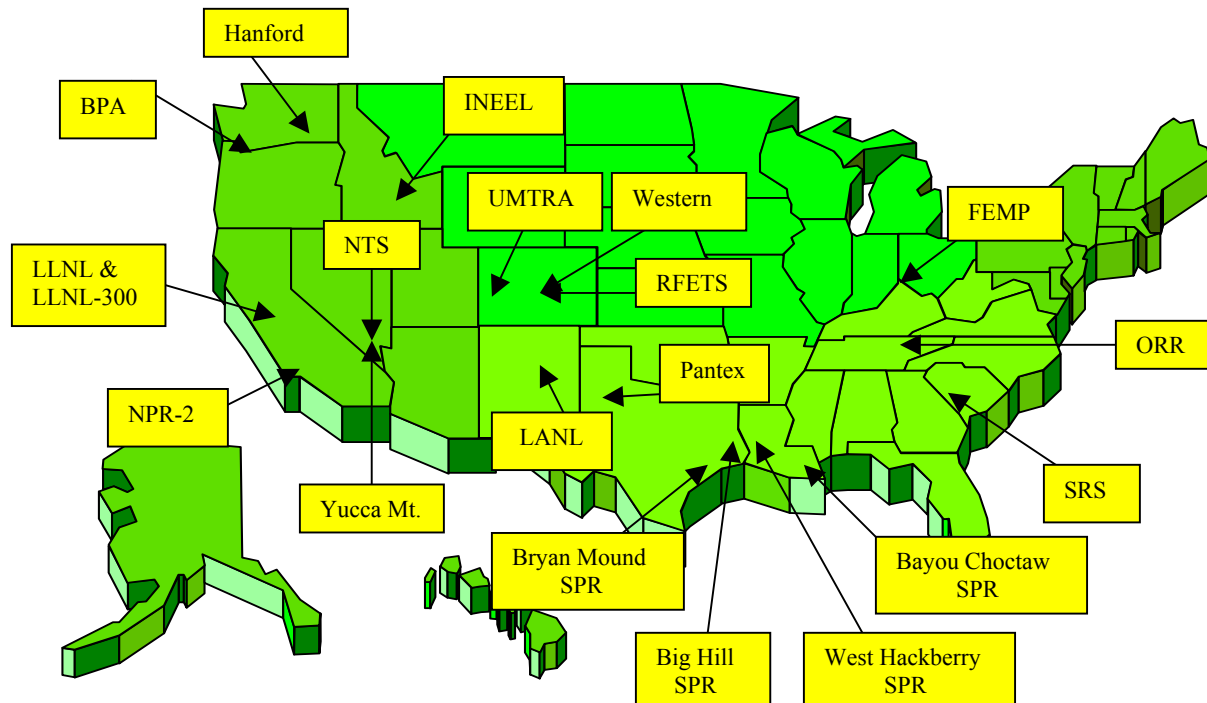 Hanford
BPA
INEEL
UMTRA
Western
FEMP
NTS
LLNL &
LLNL-300
RFETS
ORR
Pantex
NPR-2
LANL
SRS
Yucca Mt.
Bryan Mound
SPR
Bayou Choctaw
SPR
Big Hill
SPR
West Hackberry
SPR